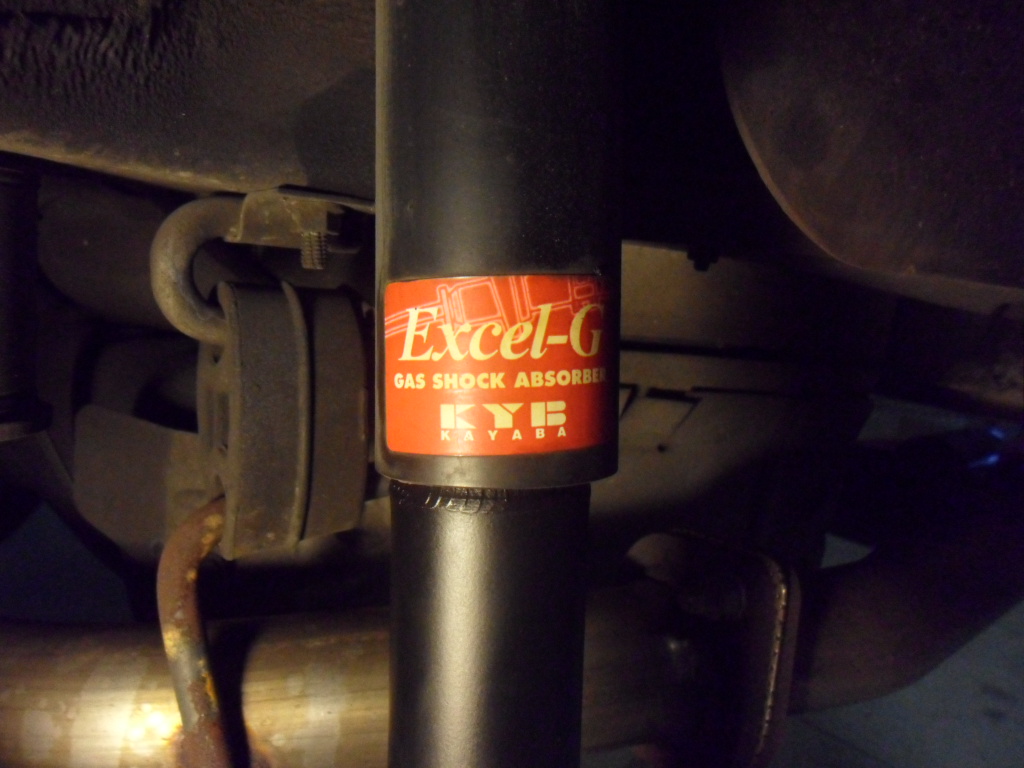 Excel-G
GAS SHOCK ABSORBER
KYB
KAYABA